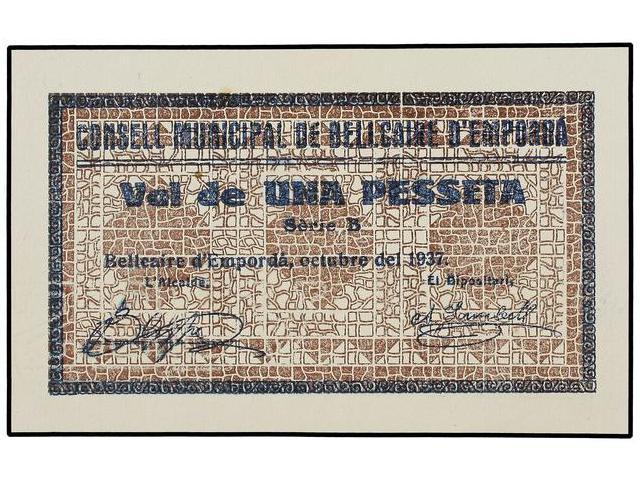 CONSELL MUNICIPAL DE BELLCAIRE D'EMPORDÀ
Val de UNA PESSETA
Sèrie B
Bellcaire d'Empordà, octubre del 1937.
L'Alcalde, El Dipositari,